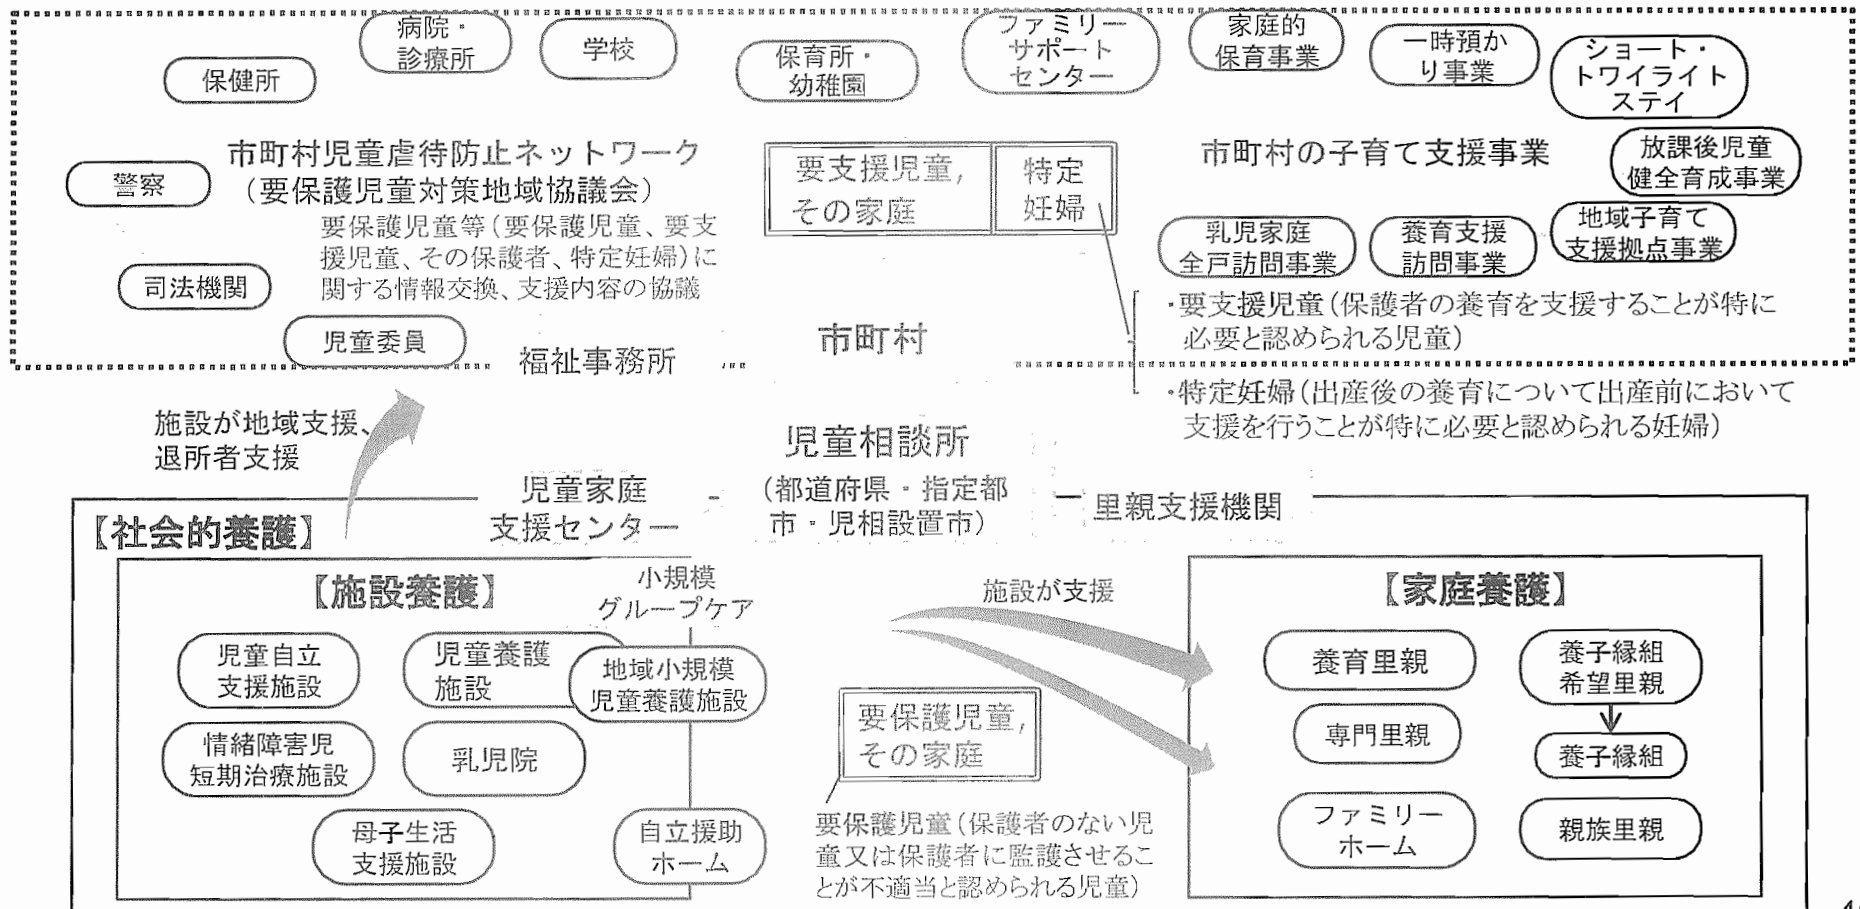 病院・
診療所
学校
保健所
保育所・
幼稚園
ファミリー
サポート
センター
家庭的
保育事業
一時預か
り事業
ショート・
トワイライト
ステイ
警察
市町村児童虐待防止ネットワーク
（要保護児童対策地域協議会）
要保護児童等（要保護児童、要支
援児童、その保護者、特定妊婦）に
関する情報交換、支援内容の協議
司法機関
児童委員
要支援児童,
その家庭
特定
妊婦
市町村の子育て支援事業
放課後児童
健全育成事業
乳児家庭
全戸訪問事業
養育支援
訪問事業
地域子育て
支援拠点事業
福祉事務所
市町村
・要支援児童（保護者の養育を支援することが特に
必要と認められる児童）
・特定妊婦（出産後の養育について出産前において
支援を行うことが特に必要と認められる妊婦）
施設が地域支援、
退所者支援
児童相談所
（都道府県・指定都
市・児相設置市）
児童家庭
支援センター
里親支援機関
【社会的養護】
【施設養護】
小規模
グループケア
児童自立
支援施設
児童養護
施設
地域小規模
児童養護施設
情緒障害児
短期治療施設
乳児院
母子生活
支援施設
自立援助
ホーム
施設が支援
要保護児童,
その家庭
要保護児童（保護者のない児
童又は保護者に監護させるこ
とが不適当と認められる児童）
【家庭養護】
養育里親
養子縁組
希望里親
専門里親
養子縁組
ファミリー
ホーム
親族里親